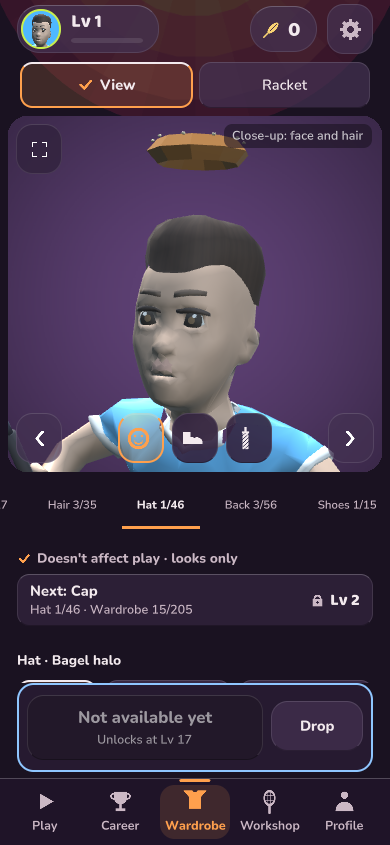 Lv 1
0
View
Racket
Close-up: face and hair
7
Hair 3/35
Hat 1/46
Back 3/56
Shoes 1/15
Doesn't affect play · looks only
Next: Cap
Hat 1/46 · Wardrobe 15/205
Lv 2
Hat · Bagel halo
Not available yet
Unlocks at Lv 17
Drop
Play
Career
Wardrobe
Workshop
Profile